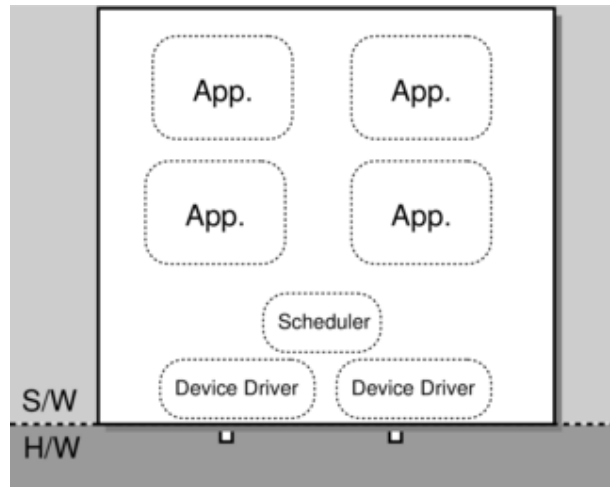 App.
App.
App.
App.
Scheduler
Device Driver
Device Driver
S/W
H/W